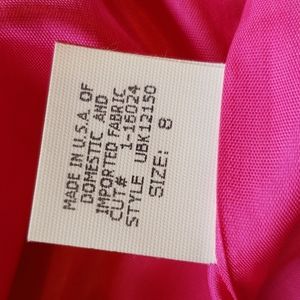 MADE IN U.S.A. OF
DOMESTIC AND
IMPORTED FABRIC
CUT# 1-16024
STYLE UBK12150
SIZE: 8